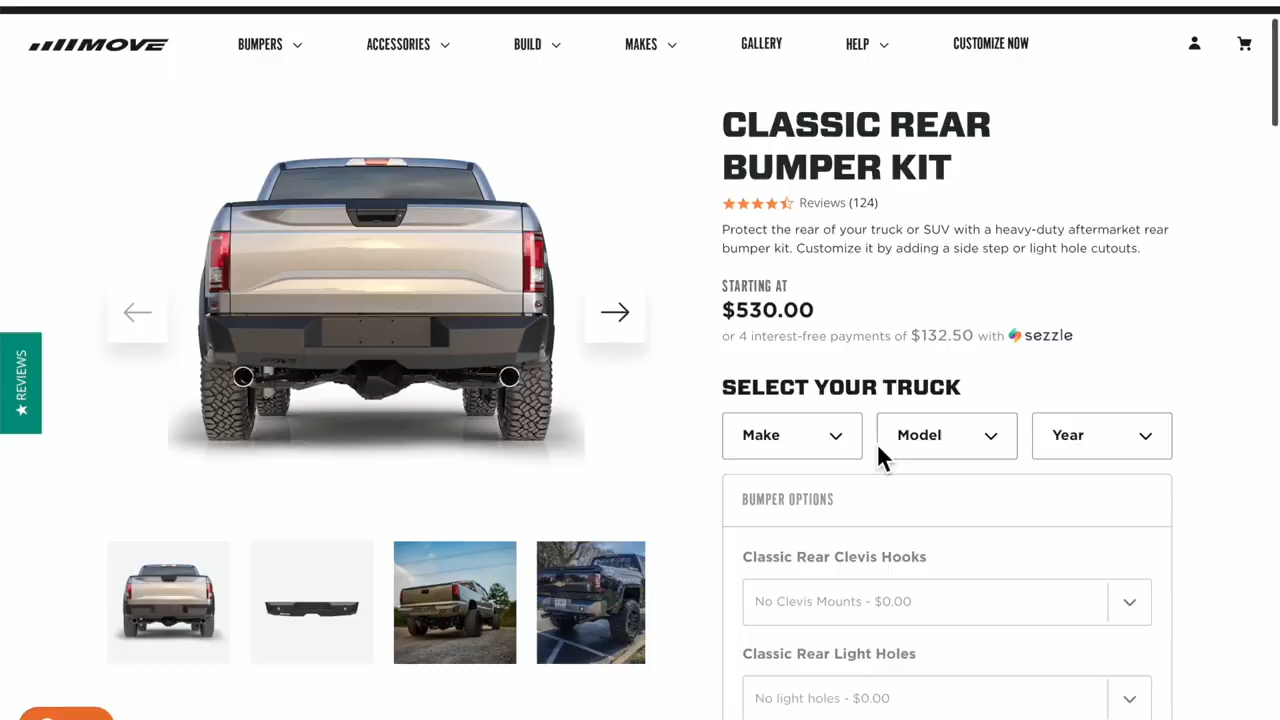 MOVE
BUMPERS
ACCESSORIES
BUILD
MAKES
GALLERY
HELP
CUSTOMIZE NOW
CLASSIC REAR
BUMPER KIT
Reviews (124)
Protect the rear of your truck or SUV with a heavy-duty aftermarket rear
bumper kit. Customize it by adding a side step or light hole cutouts.
STARTING AT
$530.00
or 4 interest-free payments of $132.50 with sezzle
★ REVIEWS
SELECT YOUR TRUCK
Make
Model
Year
BUMPER OPTIONS
Classic Rear Clevis Hooks
No Clevis Mounts - $0.00
Classic Rear Light Holes
No light holes - $0.00